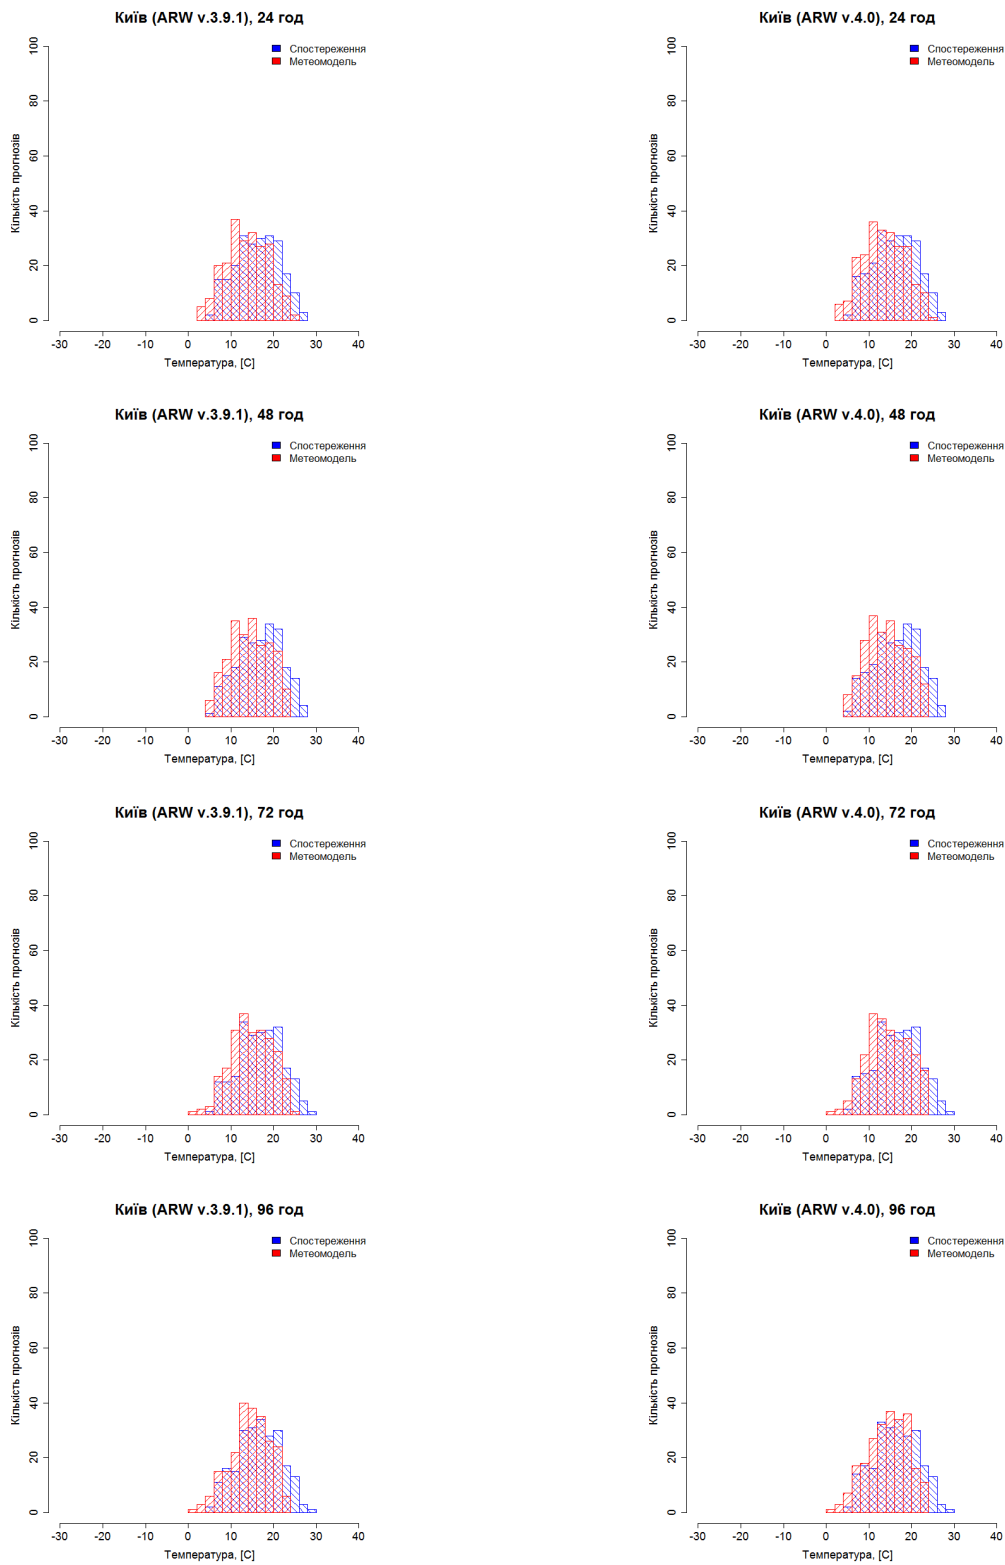 Київ (ARW v.3.9.1), 24 год
Спостереження
Метеомодель
Кількість прогнозів
0 20 40 60 80 100
-30 -20 -10 0 10 20 30 40
Температура, [C]
Київ (ARW v.4.0), 24 год
Спостереження
Метеомодель
Кількість прогнозів
0 20 40 60 80 100
-30 -20 -10 0 10 20 30 40
Температура, [C]
Київ (ARW v.3.9.1), 48 год
Спостереження
Метеомодель
Кількість прогнозів
0 20 40 60 80 100
-30 -20 -10 0 10 20 30 40
Температура, [C]
Київ (ARW v.4.0), 48 год
Спостереження
Метеомодель
Кількість прогнозів
0 20 40 60 80 100
-30 -20 -10 0 10 20 30 40
Температура, [C]
Київ (ARW v.3.9.1), 72 год
Спостереження
Метеомодель
Кількість прогнозів
0 20 40 60 80 100
-30 -20 -10 0 10 20 30 40
Температура, [C]
Київ (ARW v.4.0), 72 год
Спостереження
Метеомодель
Кількість прогнозів
0 20 40 60 80 100
-30 -20 -10 0 10 20 30 40
Температура, [C]
Київ (ARW v.3.9.1), 96 год
Спостереження
Метеомодель
Кількість прогнозів
0 20 40 60 80 100
-30 -20 -10 0 10 20 30 40
Температура, [C]
Київ (ARW v.4.0), 96 год
Спостереження
Метеомодель
Кількість прогнозів
0 20 40 60 80 100
-30 -20 -10 0 10 20 30 40
Температура, [C]